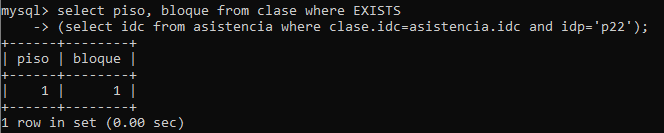 mysql> select piso, bloque from clase where EXISTS
    -> (select idc from asistencia where clase.idc=asistencia.idc and idp='p22');
+------+--------+
| piso | bloque |
+------+--------+
|    1 |      1 |
+------+--------+
1 row in set (0.00 sec)